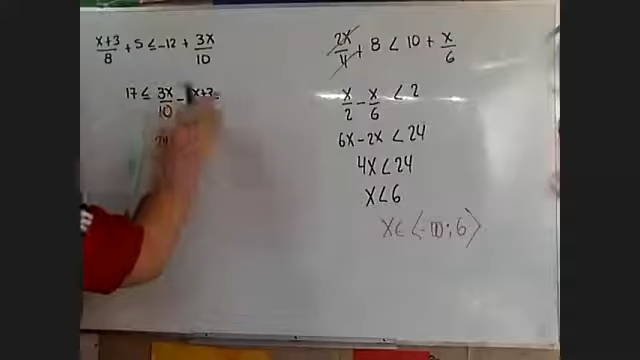 x+3/8 + 5 ≤ -12 + 3x/10
17 ≤ 3x/10 -
2x/4 + 8 < 10 + x/6
x/2 - x/6 < 2
6x - 2x < 24
4x < 24
x < 6
x ∈ ⟨-∞; 6⟩